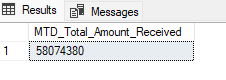 Results Messages
MTD_Total_Amount_Received
1 58074380